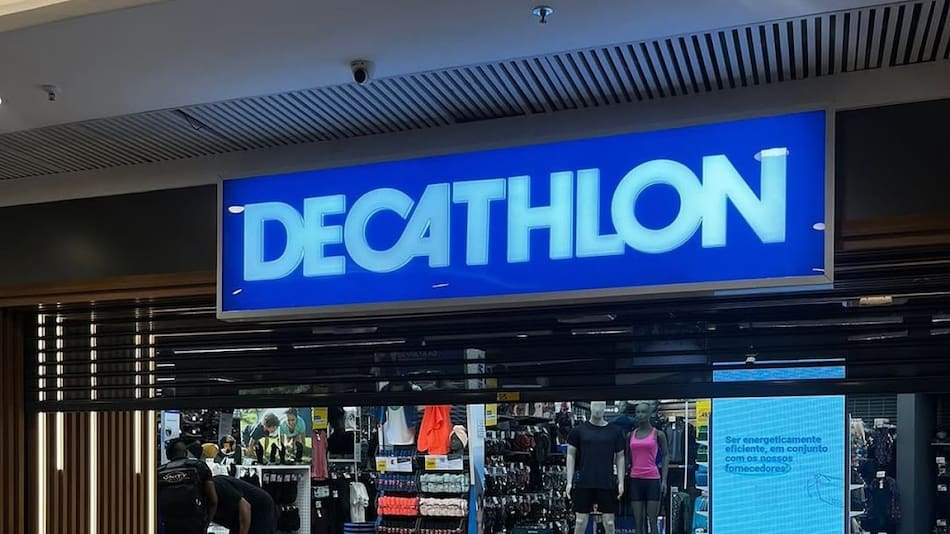 DECATHLON
Ser energeticamente
eficiente, em conjunto
com os nossos
fornecedores